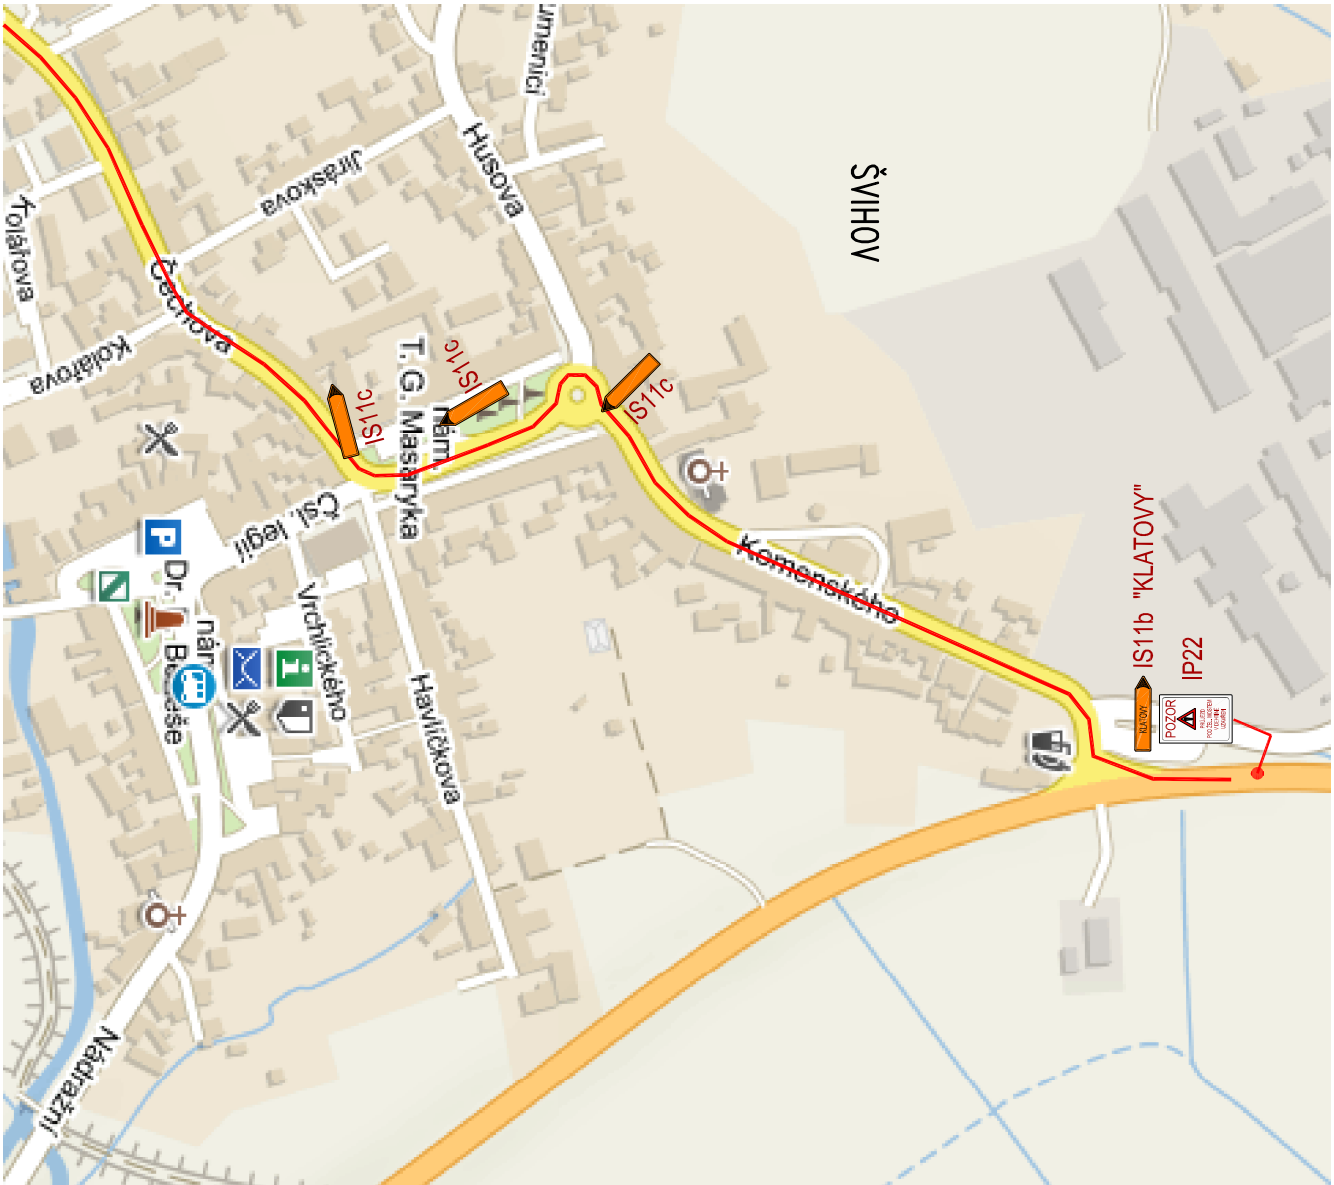 umenici
Husova
Jiráskova
Kolářova
Čechova
Kolářova
ŠVIHOV
IS11c
IS11c
IS11c
nám.
T. G. Masaryka
Čsl. legií
P
Dr.
nám
Vrchlického
Havlíčkova
Komenského
IS11b "KLATOVY"
IP22
KLATOVY
POZOR
Nádražní